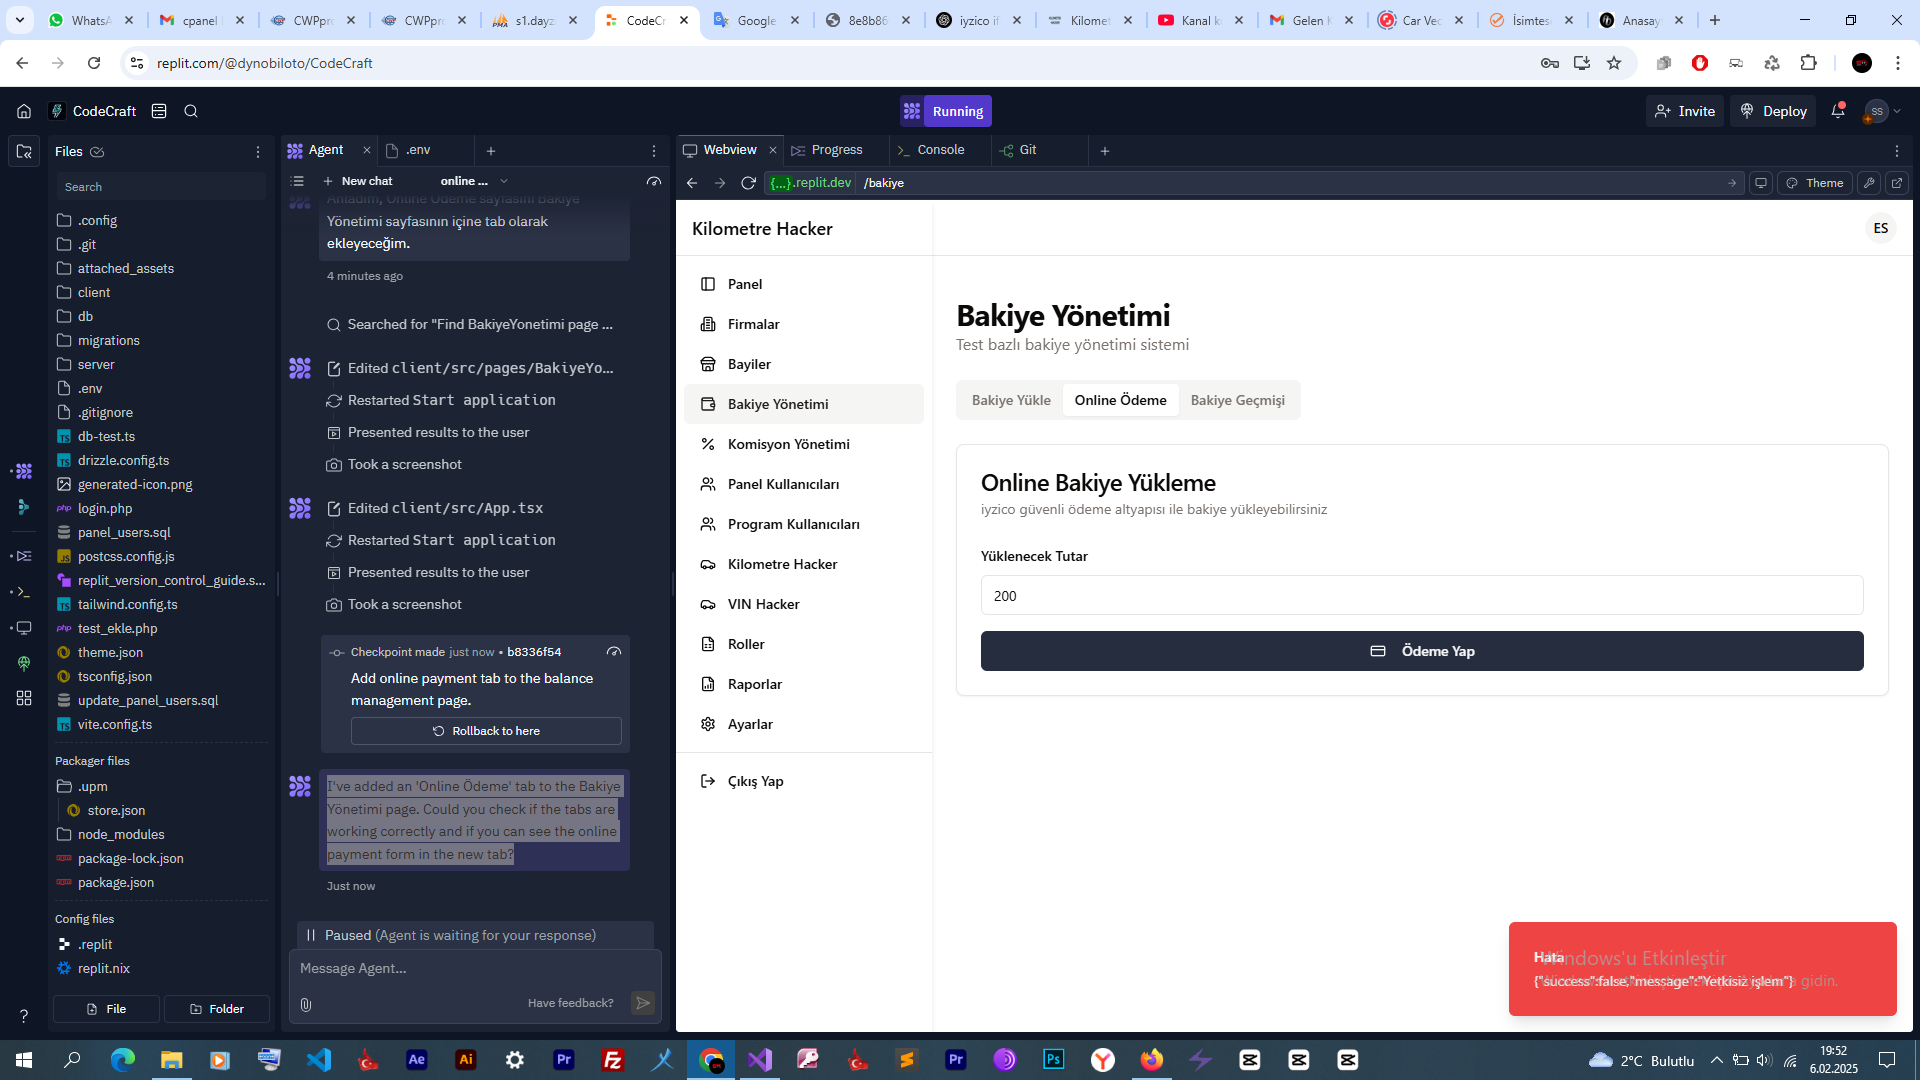 WhatsA
cpanel
CWPpr
CWPpr
s1.dayz
CodeCr
Google
8e8b86
iyzico if
Kilomet
Kanal k
Gelen K
Car Vec
İsimtes
Anasay
replit.com/@dynobiloto/CodeCraft
CodeCraft
Running
Invite
Deploy
SS
Files
Search
.config
.git
attached_assets
client
db
migrations
server
.env
.gitignore
db-test.ts
drizzle.config.ts
generated-icon.png
login.php
panel_users.sql
postcss.config.js
replit_version_control_guide.s...
tailwind.config.ts
test_ekle.php
theme.json
tsconfig.json
update_panel_users.sql
vite.config.ts
Packager files
.upm
store.json
node_modules
package-lock.json
package.json
Config files
.replit
replit.nix
File
Folder
Agent
.env
New chat
online ...
Anladım, Online Ödeme sayfasını Bakiye
Yönetimi sayfasının içine tab olarak
ekleyeceğim.
4 minutes ago
Searched for "Find BakiyeYonetimi page ...
Edited client/src/pages/BakiyeYo...
Restarted Start application
Presented results to the user
Took a screenshot
Edited client/src/App.tsx
Restarted Start application
Presented results to the user
Took a screenshot
Checkpoint made just now • b8336f54
Add online payment tab to the balance
management page.
Rollback to here
I've added an 'Online Ödeme' tab to the Bakiye
Yönetimi page. Could you check if the tabs are
working correctly and if you can see the online
payment form in the new tab?
Just now
Paused (Agent is waiting for your response)
Message Agent...
Have feedback?
Webview
Progress
Console
Git
{...}.replit.dev
/bakiye
Theme
Kilometre Hacker
ES
Panel
Firmalar
Bayiler
Bakiye Yönetimi
Komisyon Yönetimi
Panel Kullanıcıları
Program Kullanıcıları
Kilometre Hacker
VIN Hacker
Roller
Raporlar
Ayarlar
Çıkış Yap
Bakiye Yönetimi
Test bazlı bakiye yönetimi sistemi
Bakiye Yükle
Online Ödeme
Bakiye Geçmişi
Online Bakiye Yükleme
iyzico güvenli ödeme altyapısı ile bakiye yükleyebilirsiniz
Yüklenecek Tutar
200
Ödeme Yap
Hata
Windows'u Etkinleştir
{"success":false,"message":"Yetkisiz işlem"}
gidin.
2°C Bulutlu
19:52
6.02.2025